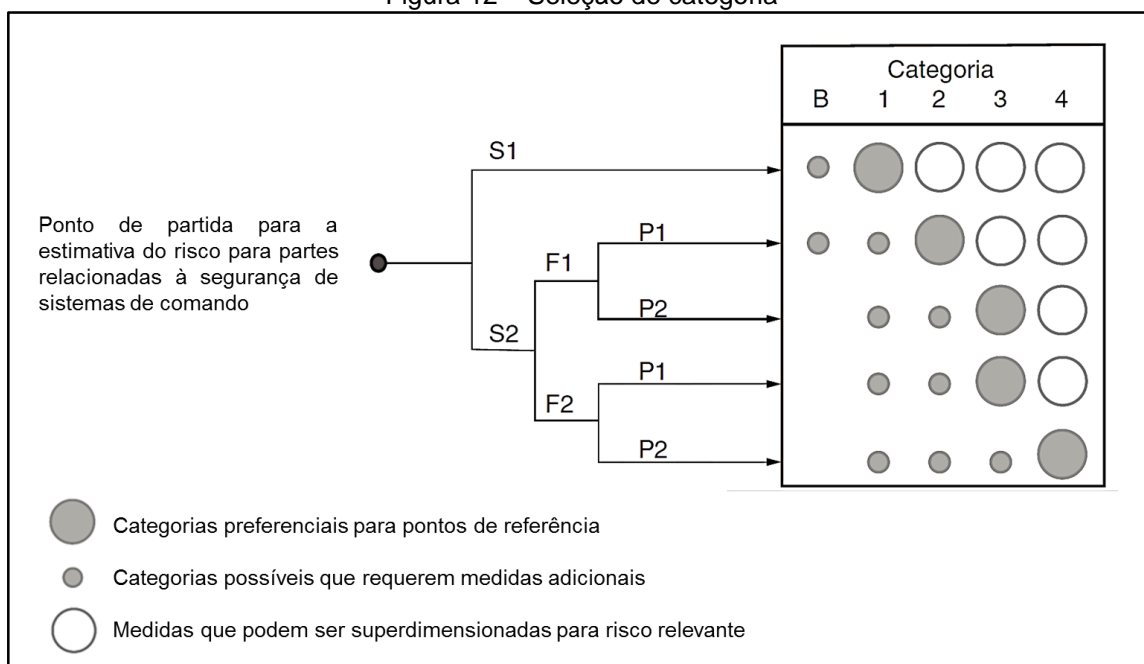 Figura 12 – Seleção de categoria
Categoria
B 1 2 3 4
S1
Ponto de partida para a
estimativa do risco para partes
relacionadas à segurança de
sistemas de comando
P1
F1
P2
S2
P1
F2
P2
Categorias preferenciais para pontos de referência
Categorias possíveis que requerem medidas adicionais
Medidas que podem ser superdimensionadas para risco relevante